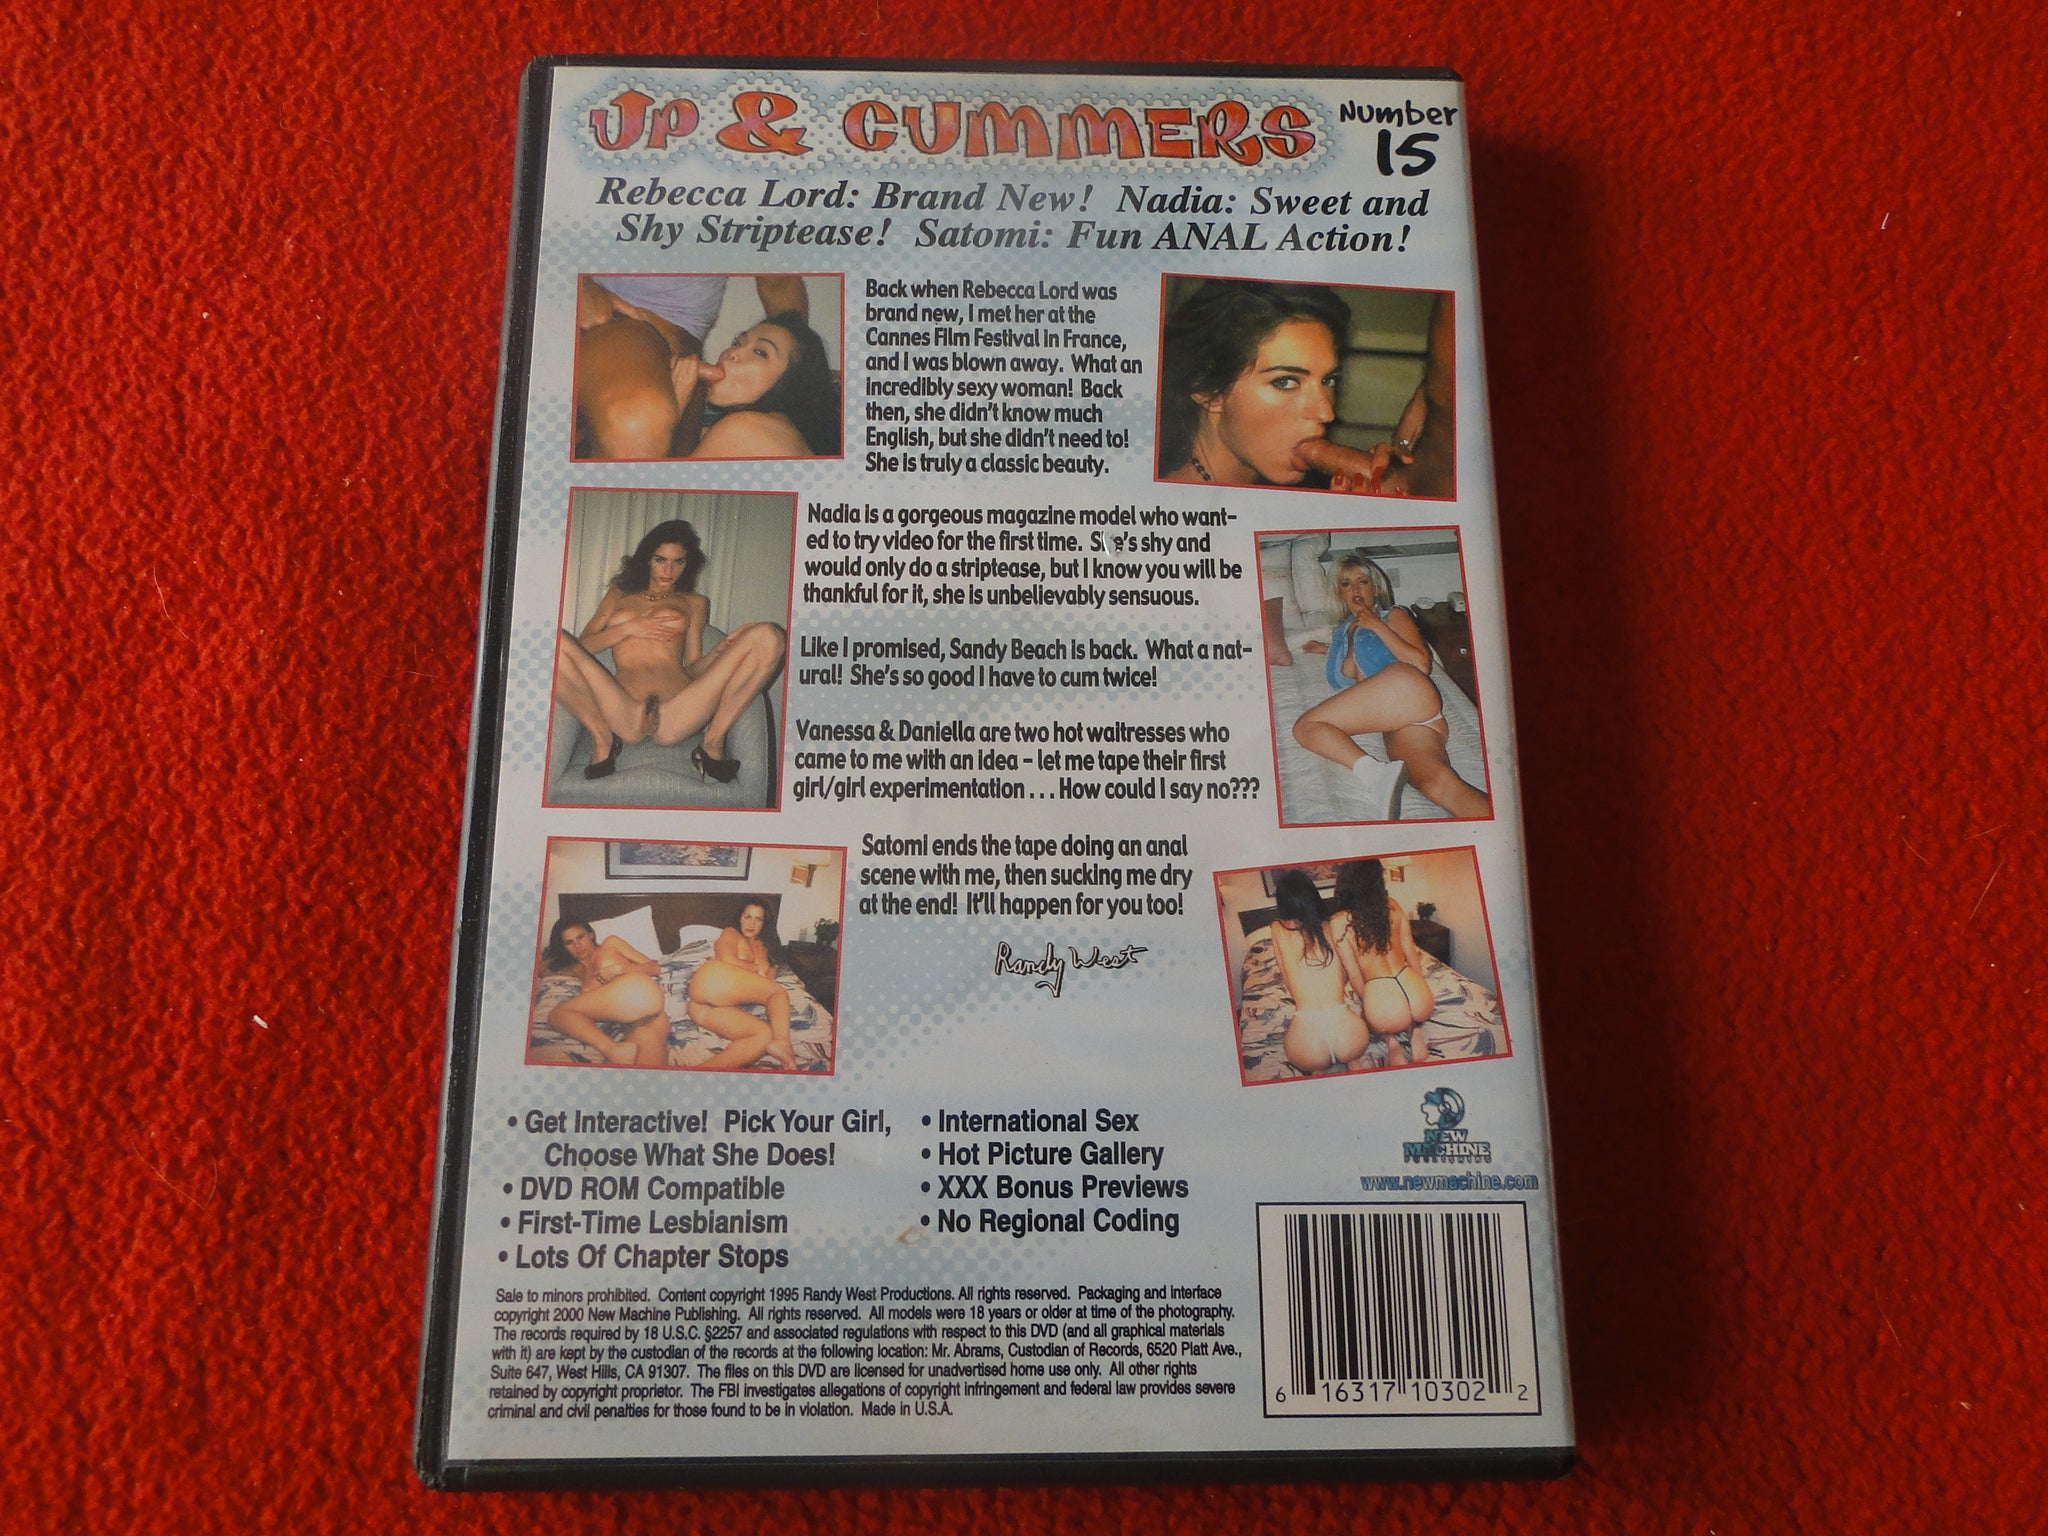 UP & CUMMERS
Number
15
Rebecca Lord: Brand New! Nadia: Sweet and
Shy Striptease! Satomi: Fun ANAL Action!
Back when Rebecca Lord was
brand new, I met her at the
Cannes Film Festival in France,
and I was blown away. What an
incredibly sexy woman! Back
then, she didn't know much
English, but she didn't need to!
She is truly a classic beauty.
Nadia is a gorgeous magazine model who want-
ed to try video for the first time. She's shy and
would only do a striptease, but I know you will be
thankful for it, she is unbelievably sensuous.
Like I promised, Sandy Beach is back. What a nat-
ural! She's so good I have to cum twice!
Vanessa & Daniella are two hot waitresses who
came to me with an idea - let me tape their first
girl/girl experimentation . . . How could I say no???
Satomi ends the tape doing an anal
scene with me, then sucking me dry
at the end! It'll happen for you too!
Randy West
• Get Interactive! Pick Your Girl,
Choose What She Does!
• DVD ROM Compatible
• First-Time Lesbianism
• Lots Of Chapter Stops
• International Sex
• Hot Picture Gallery
• XXX Bonus Previews
• No Regional Coding
NEW
MACHINE
PUBLISHING
www.newmachine.com
Sale to minors prohibited. Content copyright 1995 Randy West Productions. All rights reserved. Packaging and interface
copyright 2000 New Machine Publishing. All rights reserved. All models were 18 years or older at time of the photography.
The records required by 18 U.S.C. §2257 and associated regulations with respect to this DVD (and all graphical materials
with it) are kept by the custodian of the records at the following location: Mr. Abrams, Custodian of Records, 6520 Platt Ave.,
Suite 647, West Hills, CA 91307. The files on this DVD are licensed for unadvertised home use only. All other rights
retained by copyright proprietor. The FBI investigates allegations of copyright infringement and federal law provides severe
criminal and civil penalties for those found to be in violation. Made in U.S.A.
6 16317 10302 2